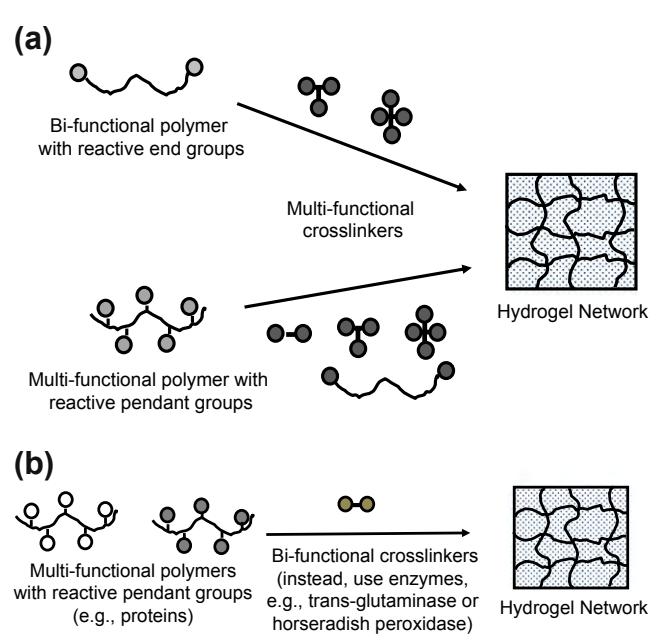 (a)
Bi-functional polymer
with reactive end groups
Multi-functional
crosslinkers
Hydrogel Network
Multi-functional polymer with
reactive pendant groups
(b)
Multi-functional polymers
with reactive pendant groups
(e.g., proteins)
Bi-functional crosslinkers
(instead, use enzymes,
e.g., trans-glutaminase or
horseradish peroxidase)
Hydrogel Network